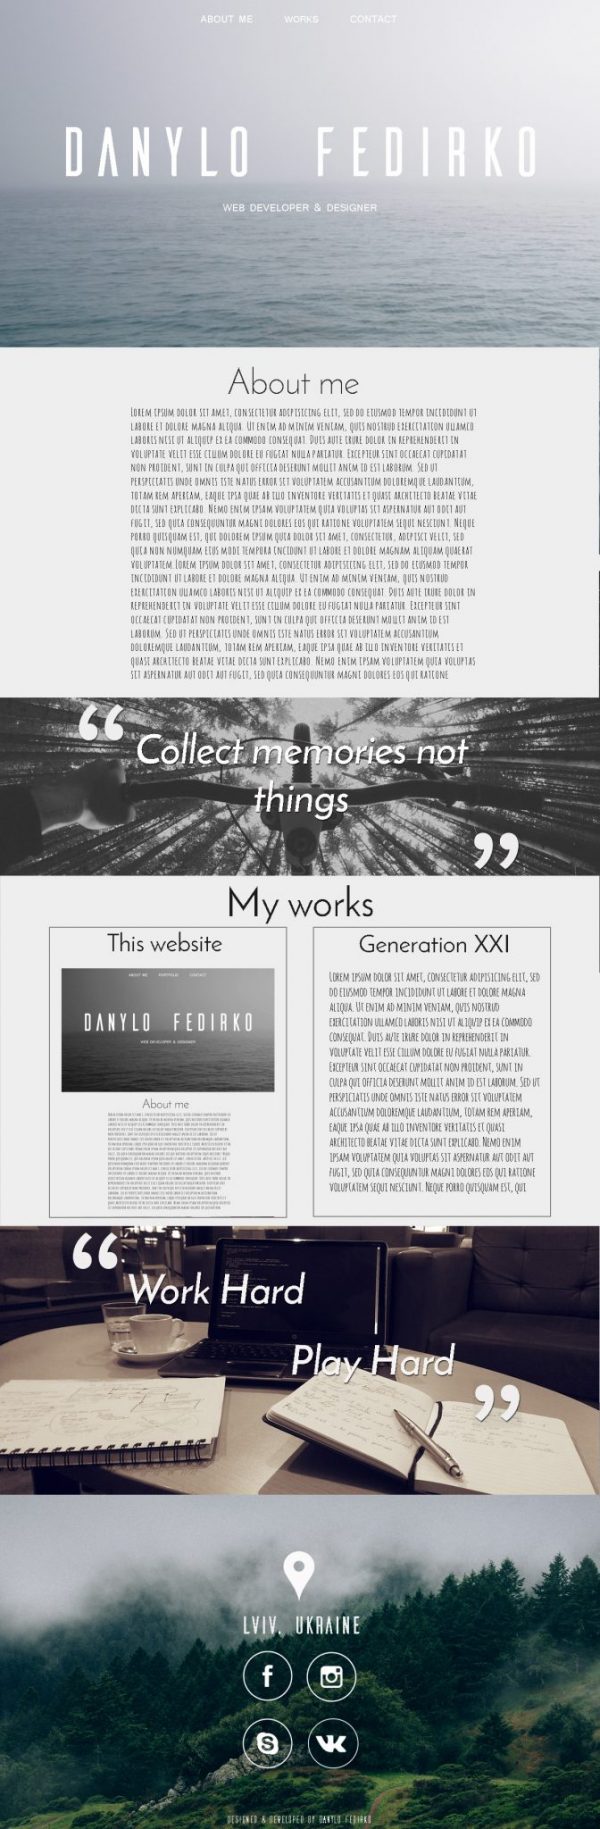 ABOUT ME WORKS CONTACT
DANYLO FEDIRKO
WEB DEVELOPER & DESIGNER
About me
Lorem ipsum dolor sit amet, consectetur adipisicing elit, sed do eiusmod tempor incididunt ut
labore et dolore magna aliqua. Ut enim ad minim veniam, quis nostrud exercitation ullamco
laboris nisi ut aliquip ex ea commodo consequat. Duis aute irure dolor in reprehenderit in
voluptate velit esse cillum dolore eu fugiat nulla pariatur. Excepteur sint occaecat cupidatat
non proident, sunt in culpa qui officia deserunt mollit anim id est laborum. Sed ut
perspiciatis unde omnis iste natus error sit voluptatem accusantium doloremque laudantium,
totam rem aperiam, eaque ipsa quae ab illo inventore veritatis et quasi architecto beatae vitae
dicta sunt explicabo. Nemo enim ipsam voluptatem quia voluptas sit aspernatur aut odit aut
fugit, sed quia consequuntur magni dolores eos qui ratione voluptatem sequi nesciunt. Neque
porro quisquam est, qui dolorem ipsum quia dolor sit amet, consectetur, adipisci velit, sed
quia non numquam eius modi tempora incidunt ut labore et dolore magnam aliquam quaerat
voluptatem.Lorem ipsum dolor sit amet, consectetur adipisicing elit, sed do eiusmod tempor
incididunt ut labore et dolore magna aliqua. Ut enim ad minim veniam, quis nostrud
exercitation ullamco laboris nisi ut aliquip ex ea commodo consequat. Duis aute irure dolor in
reprehenderit in voluptate velit esse cillum dolore eu fugiat nulla pariatur. Excepteur sint
occaecat cupidatat non proident, sunt in culpa qui officia deserunt mollit anim id est
laborum. Sed ut perspiciatis unde omnis iste natus error sit voluptatem accusantium
doloremque laudantium, totam rem aperiam, eaque ipsa quae ab illo inventore veritatis et
quasi architecto beatae vitae dicta sunt explicabo. Nemo enim ipsam voluptatem quia voluptas
sit aspernatur aut odit aut fugit, sed quia consequuntur magni dolores eos qui ratione
“
Collect memories not
things
”
My works
This website
ABOUT ME PORTFOLIO CONTACT
DANYLO FEDIRKO
WEB DEVELOPER & DESIGNER
About me
Generation XXI
Lorem ipsum dolor sit amet, consectetur adipisicing elit, sed
do eiusmod tempor incididunt ut labore et dolore magna
aliqua. Ut enim ad minim veniam, quis nostrud
exercitation ullamco laboris nisi ut aliquip ex ea commodo
consequat. Duis aute irure dolor in reprehenderit in
voluptate velit esse cillum dolore eu fugiat nulla pariatur.
Excepteur sint occaecat cupidatat non proident, sunt in
culpa qui officia deserunt mollit anim id est laborum. Sed ut
perspiciatis unde omnis iste natus error sit voluptatem
accusantium doloremque laudantium, totam rem aperiam,
eaque ipsa quae ab illo inventore veritatis et quasi
architecto beatae vitae dicta sunt explicabo. Nemo enim
ipsam voluptatem quia voluptas sit aspernatur aut odit aut
fugit, sed quia consequuntur magni dolores eos qui ratione
voluptatem sequi nesciunt. Neque porro quisquam est, qui
“
Work Hard
Play Hard
”
LVIV, UKRAINE
DESIGNED & DEVELOPED BY DANYLO FEDIRKO